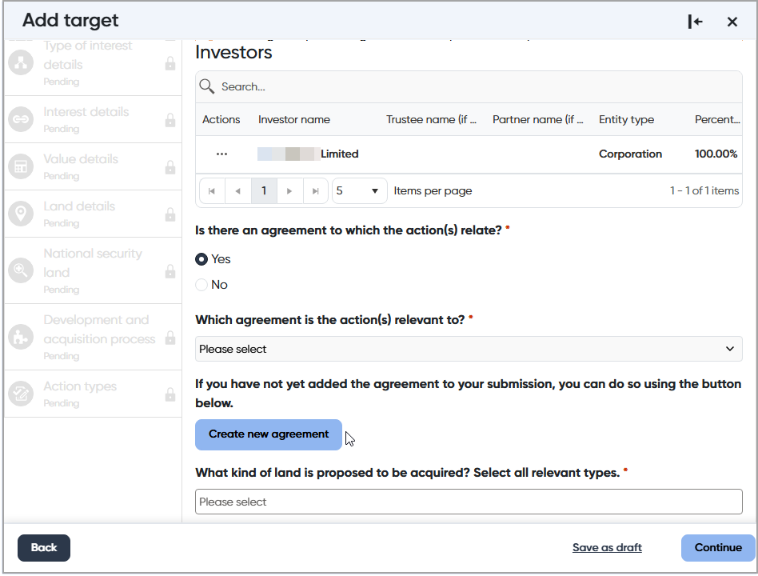 Add target
Type of interest
details
Pending
Interest details
Pending
Value details
Pending
Land details
Pending
National security
land
Pending
Development and
acquisition process
Pending
Action types
Pending
Investors
Search...
Actions Investor name Trustee name (if ... Partner name (if ... Entity type Percent...
... Limited Corporation 100.00%
1 5 Items per page 1 - 1 of 1 items
Is there an agreement to which the action(s) relate? *
Yes
No
Which agreement is the action(s) relevant to? *
Please select
If you have not yet added the agreement to your submission, you can do so using the button
below.
Create new agreement
What kind of land is proposed to be acquired? Select all relevant types. *
Please select
Back Save as draft Continue